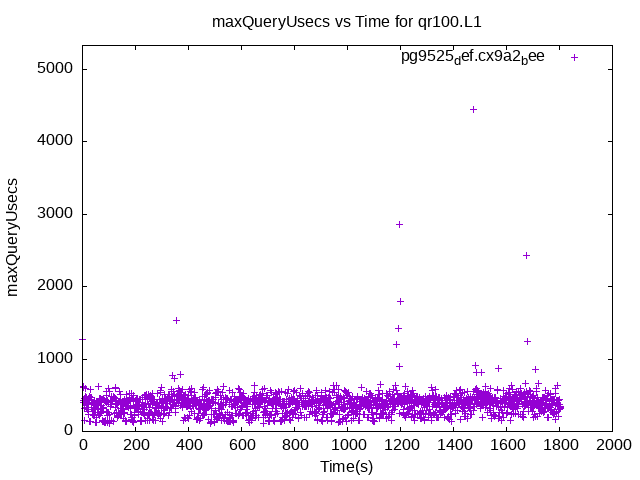 maxQueryUsecs vs Time for qr100.L1
pg9525def.cx9a2bee
5000
4000
3000
2000
1000
0
maxQueryUsecs
0 200 400 600 800 1000 1200 1400 1600 1800 2000
Time(s)